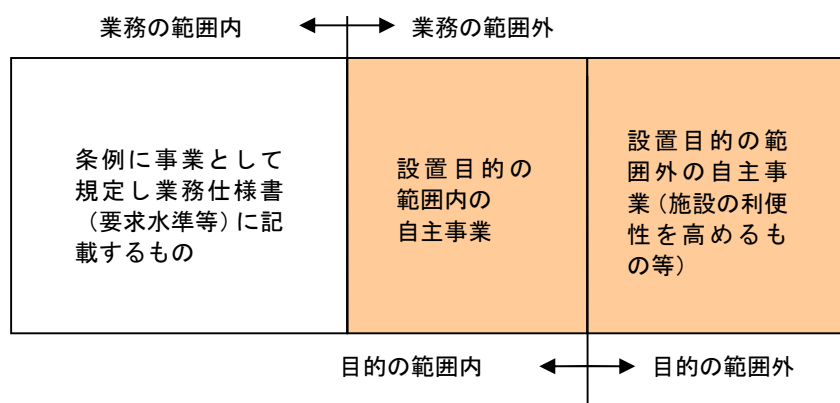 業務の範囲内
業務の範囲外
条例に事業として
規定し業務仕様書
（要求水準等）に記
載するもの
設置目的の
範囲内の
自主事業
設置目的の範
囲外の自主事
業（施設の利便
性を高めるも
の等）
目的の範囲内
目的の範囲外